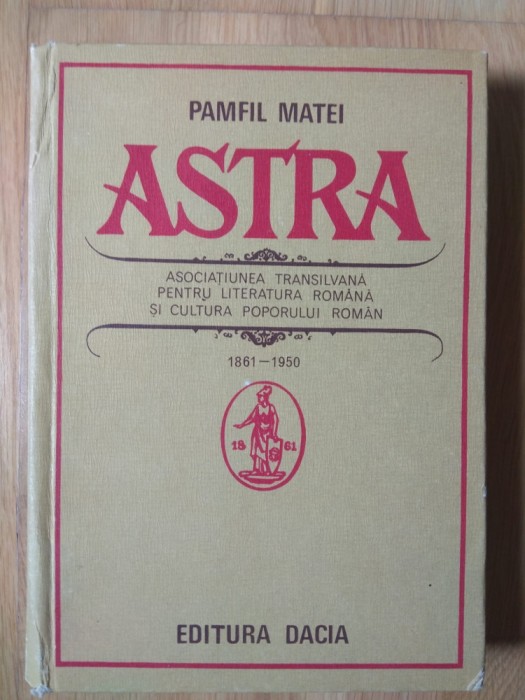 PAMFIL MATEI
ASTRA
ASOCIAȚIUNEA TRANSILVANĂ
PENTRU LITERATURA ROMÂNĂ
ȘI CULTURA POPORULUI ROMÂN
1861—1950
18 61
EDITURA DACIA